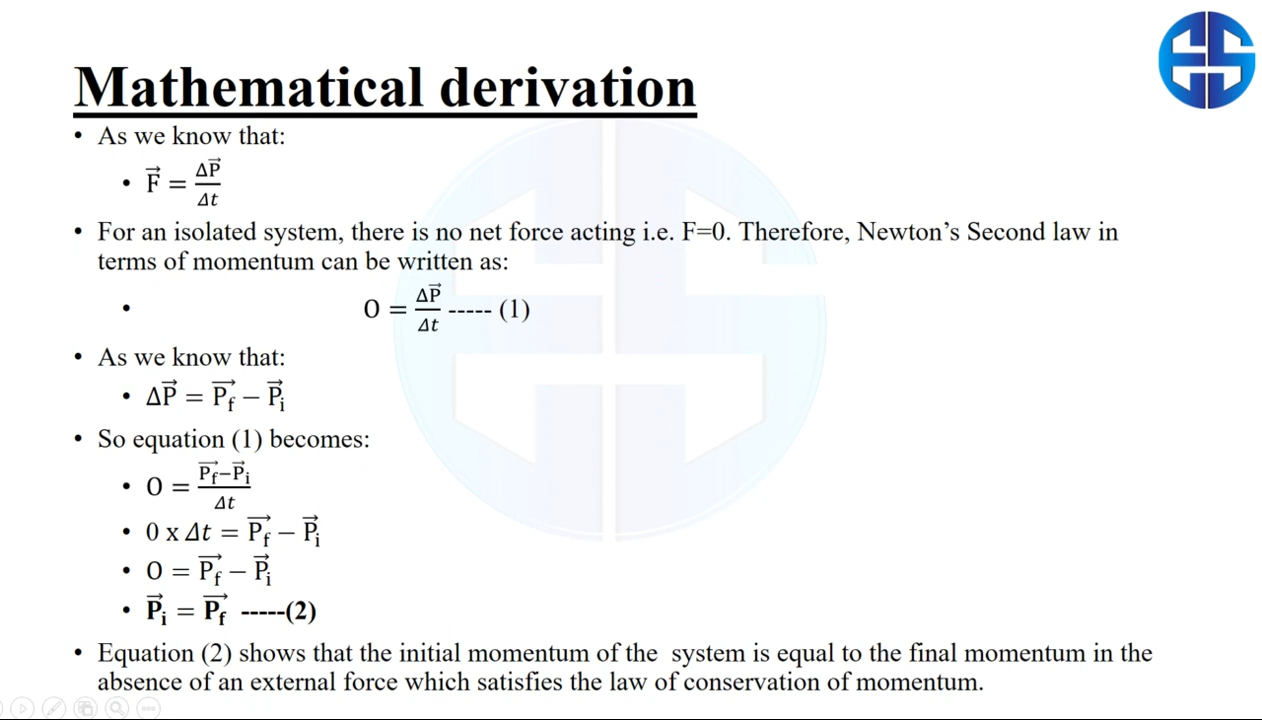 Mathematical derivation
• As we know that:
• F⃗ = ΔP⃗/Δt
• For an isolated system, there is no net force acting i.e. F=0. Therefore, Newton’s Second law in
terms of momentum can be written as:
• 0 = ΔP⃗/Δt ----- (1)
• As we know that:
• ΔP⃗ = P⃗f − P⃗i
• So equation (1) becomes:
• 0 = (P⃗f−P⃗i)/Δt
• 0 x Δt = P⃗f − P⃗i
• 0 = P⃗f − P⃗i
• P⃗i = P⃗f -----(2)
• Equation (2) shows that the initial momentum of the system is equal to the final momentum in the
absence of an external force which satisfies the law of conservation of momentum.